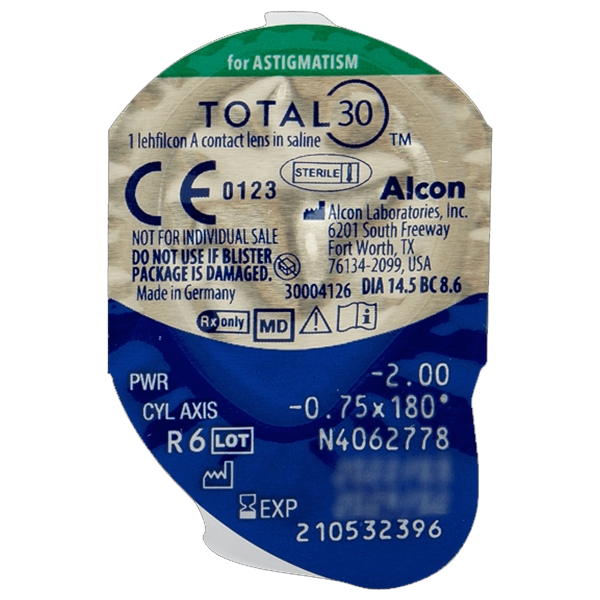 for ASTIGMATISM
TOTAL 30 ™
1 lehfilcon A contact lens in saline
STERILE
CE 0123
Alcon
Alcon Laboratories, Inc.
6201 South Freeway
Fort Worth, TX
76134-2099, USA
NOT FOR INDIVIDUAL SALE
DO NOT USE IF BLISTER
PACKAGE IS DAMAGED.
Made in Germany
30004126 DIA 14.5 BC 8.6
Rx only MD
PWR -2.00
CYL AXIS -0.75x180°
R6 LOT N4062778
EXP
210532396